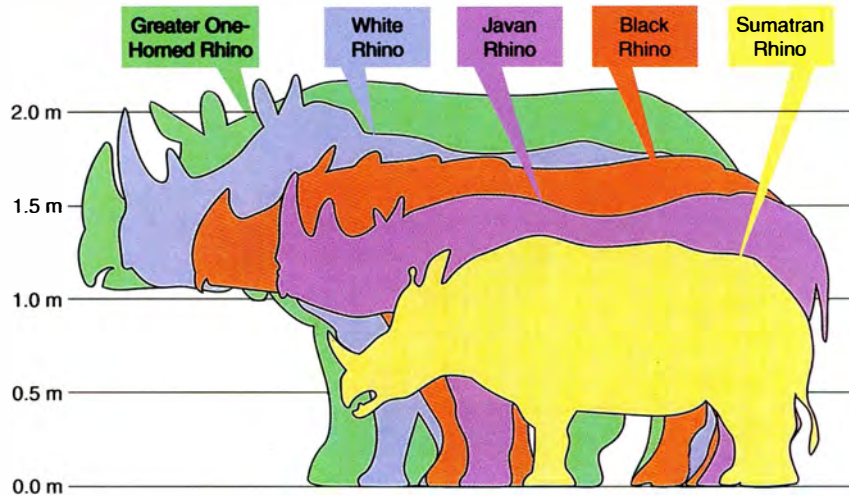 Greater One-
Horned Rhino
White
Rhino
Javan
Rhino
Black
Rhino
Sumatran
Rhino
2.0 m
1.5 m
1.0 m
0.5 m
0.0 m